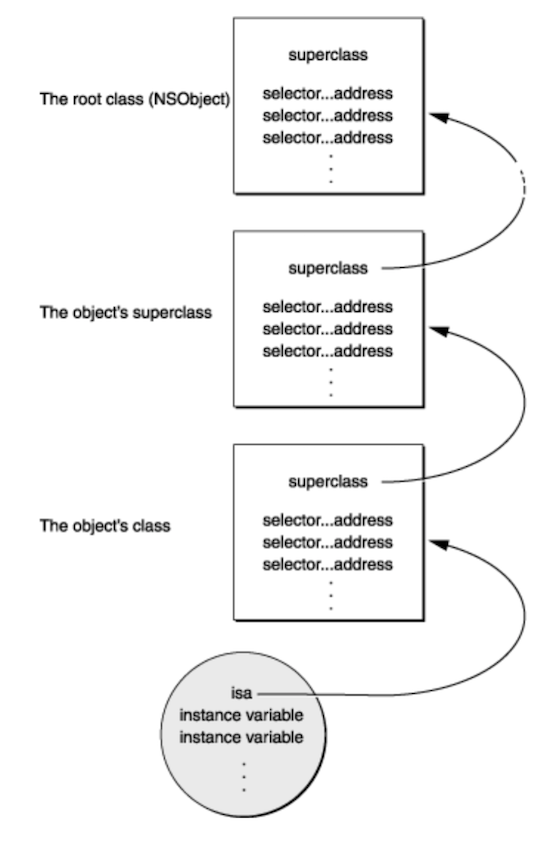 superclass
The root class (NSObject)
selector...address
selector...address
selector...address
superclass
The object's superclass
selector...address
selector...address
selector...address
superclass
The object's class
selector...address
selector...address
selector...address
isa
instance variable
instance variable